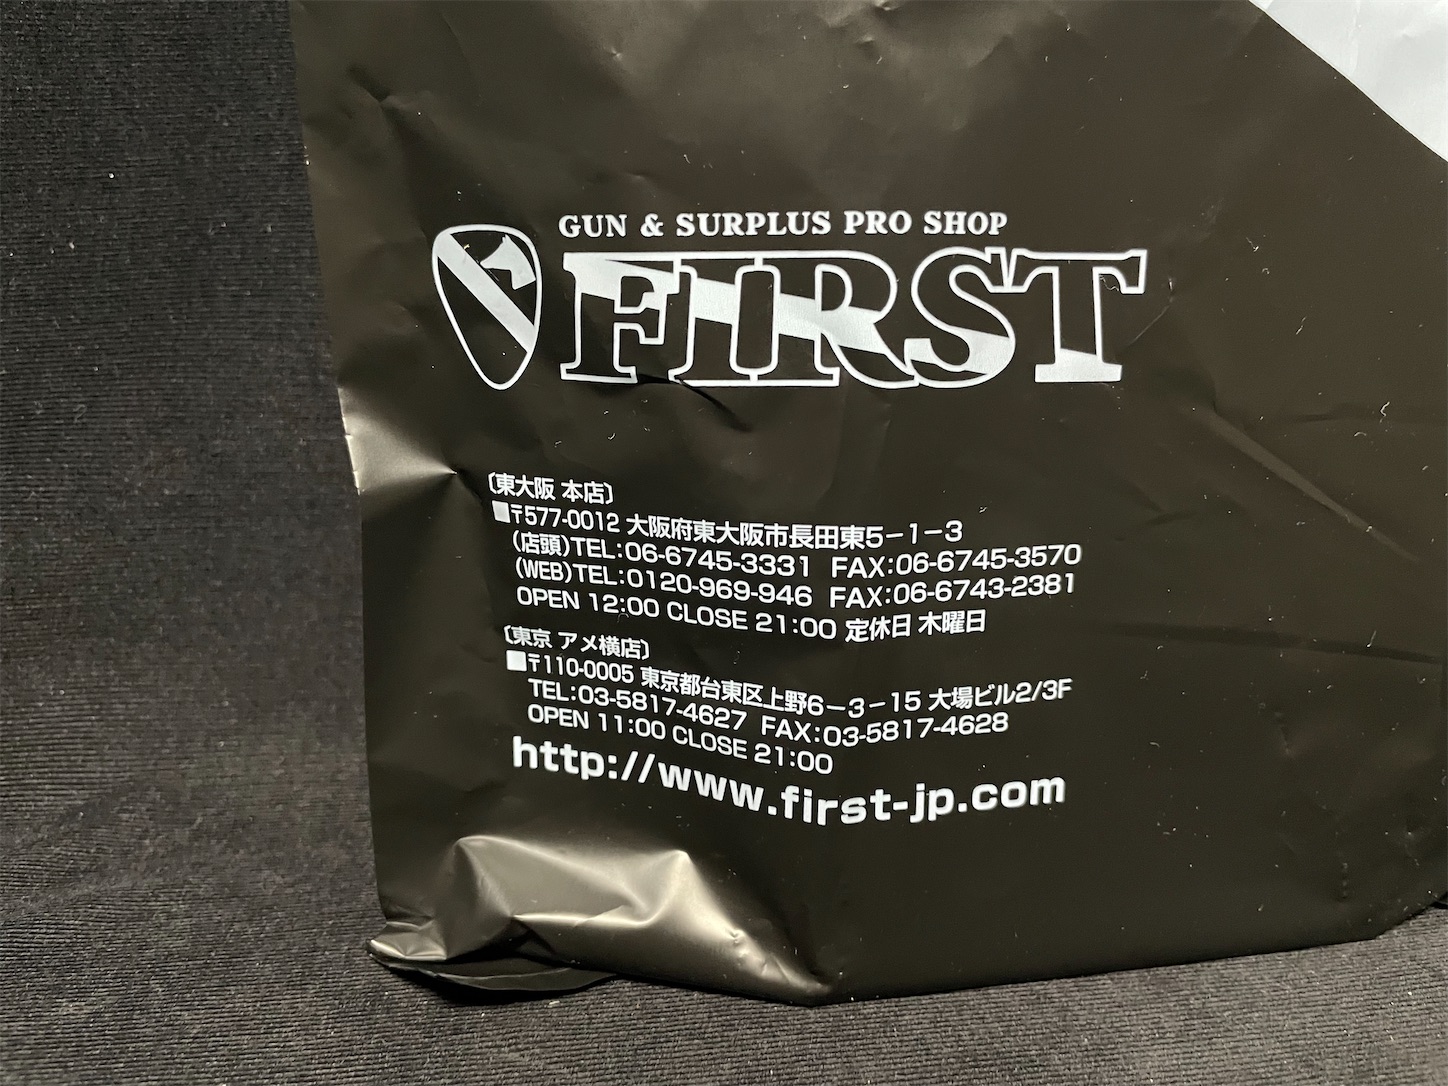 GUN & SURPLUS PRO SHOP
FIRST
〔東大阪 本店〕
■〒577-0012 大阪府東大阪市長田東5－1－3
(店頭)TEL:06-6745-3331 FAX:06-6745-3570
(WEB)TEL:0120-969-946 FAX:06-6743-2381
OPEN 12:00 CLOSE 21:00 定休日 木曜日
〔東京 アメ横店〕
■〒110-0005 東京都台東区上野6－3－15 大場ビル2/3F
TEL:03-5817-4627 FAX:03-5817-4628
OPEN 11:00 CLOSE 21:00
http://www.first-jp.com